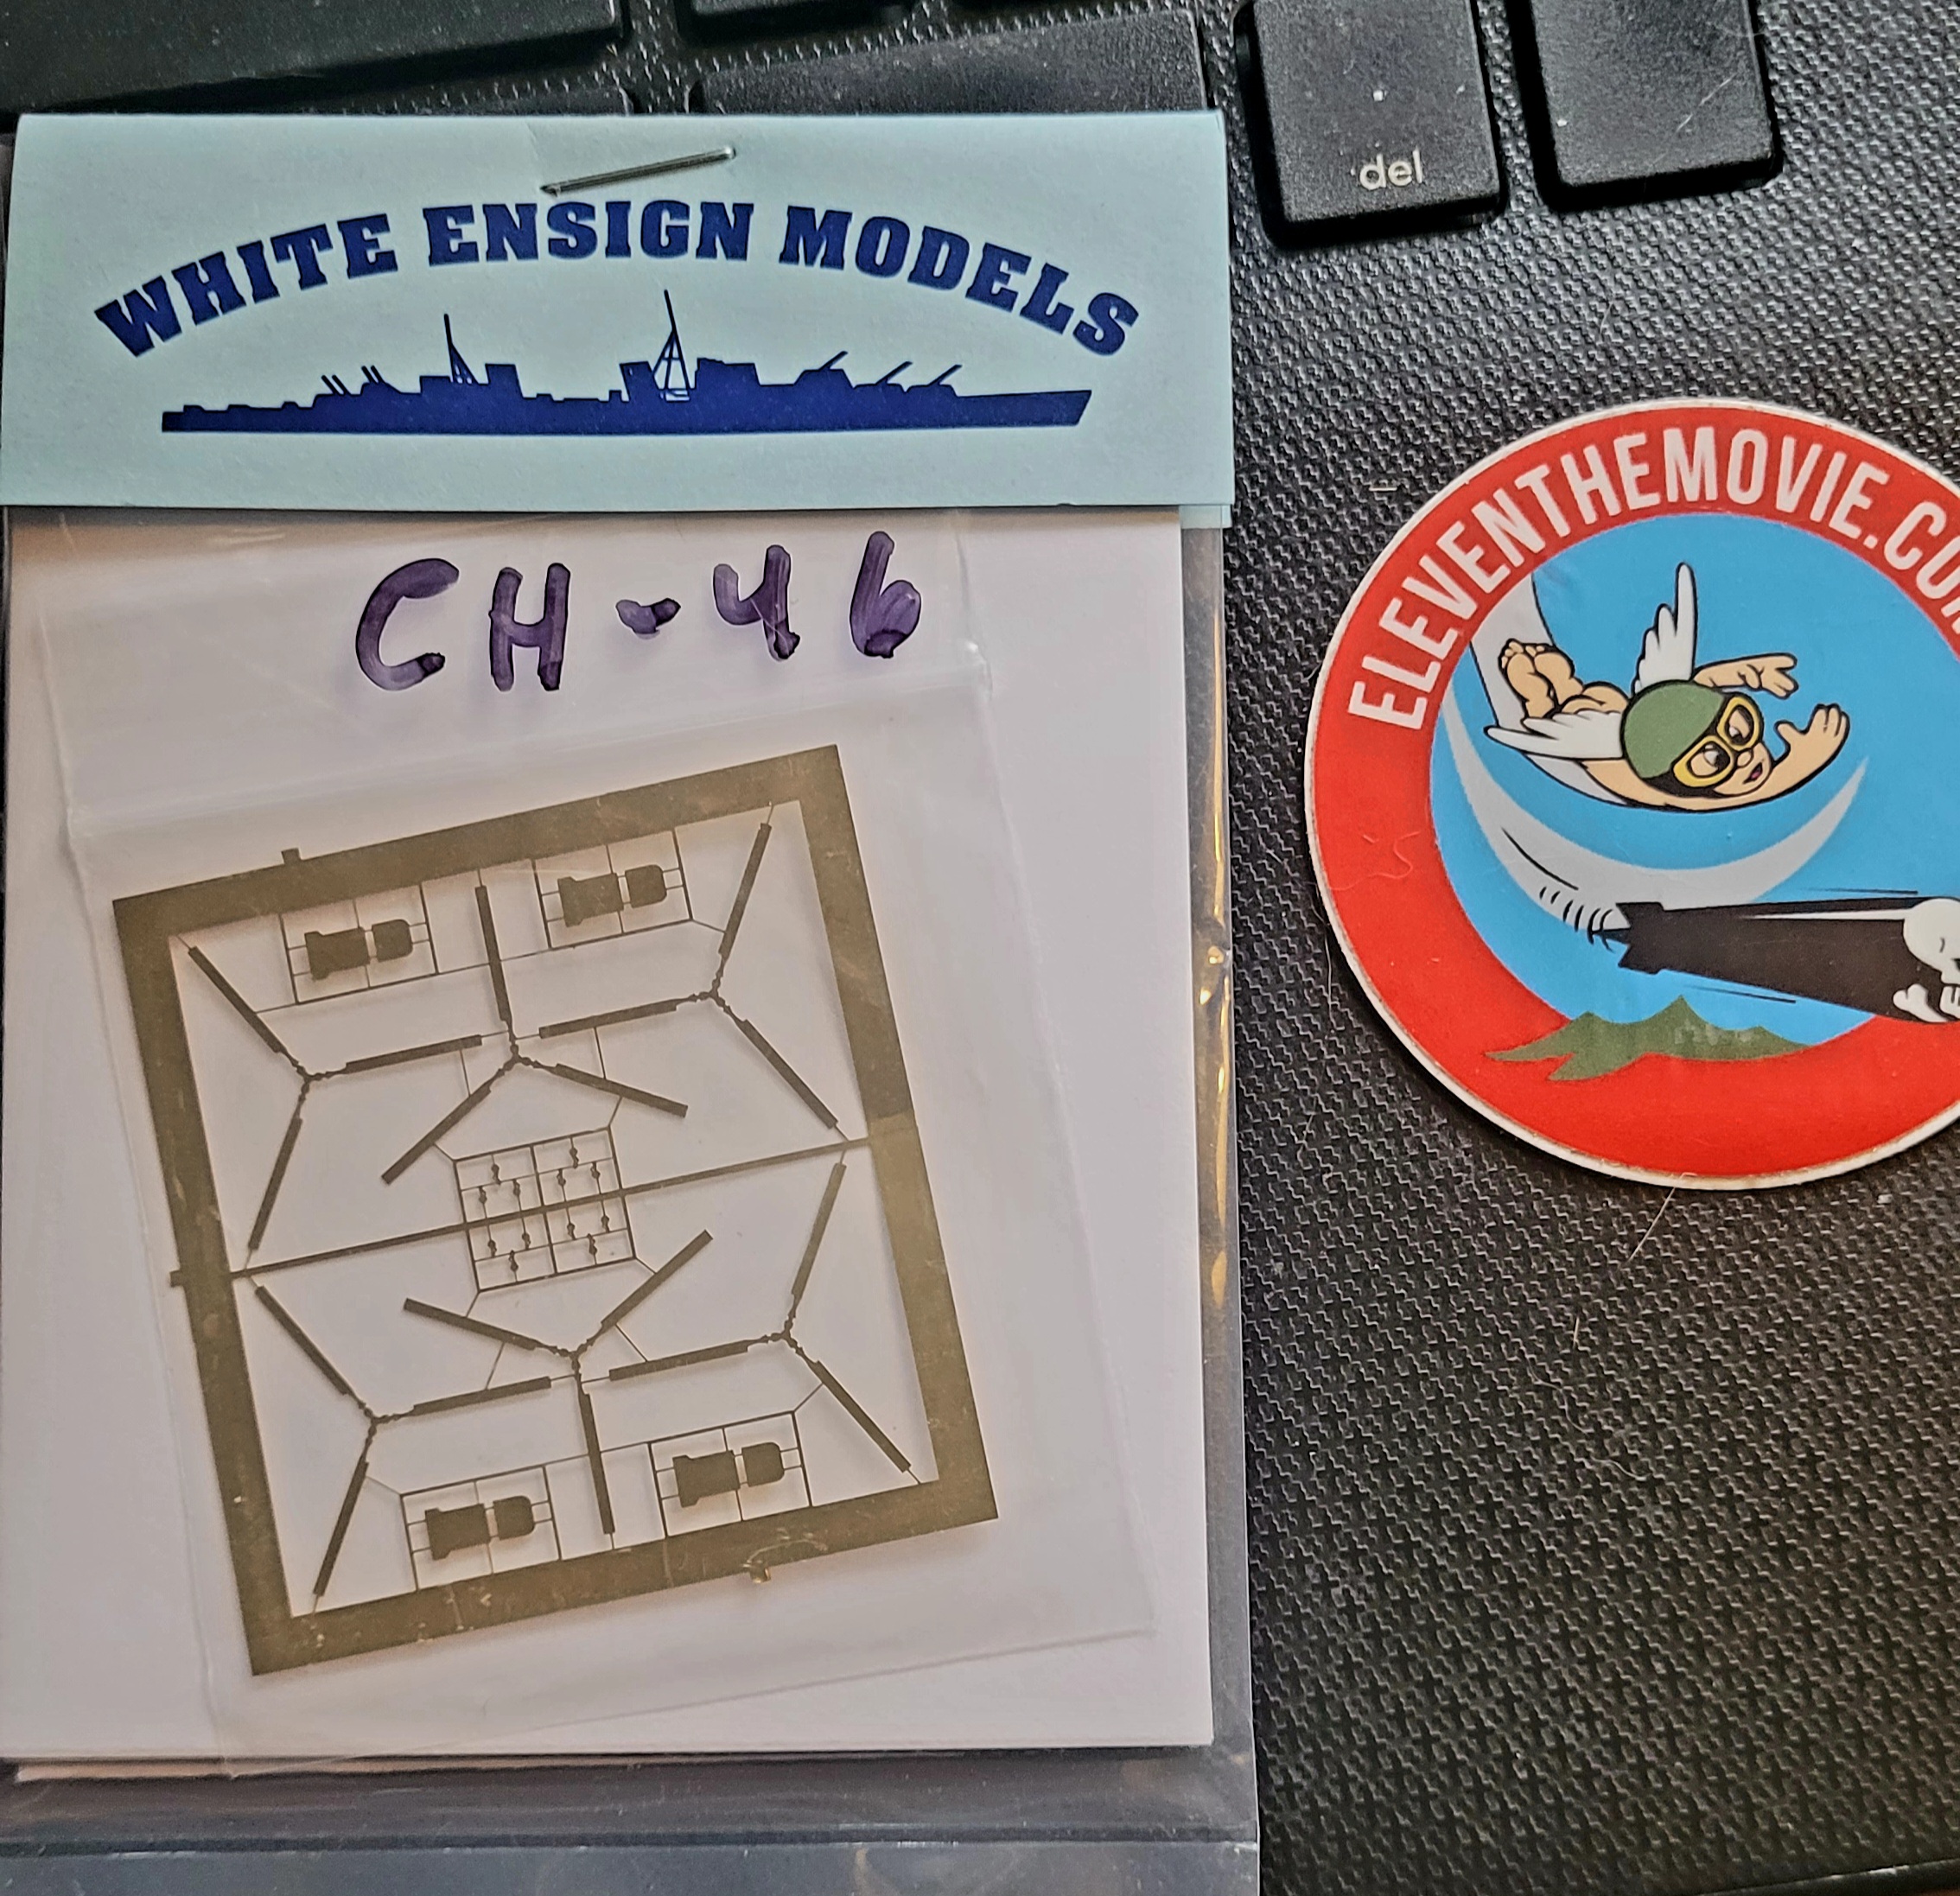 del
WHITE ENSIGN MODELS
CH-46
ELEVENTHEMOVIE.CO